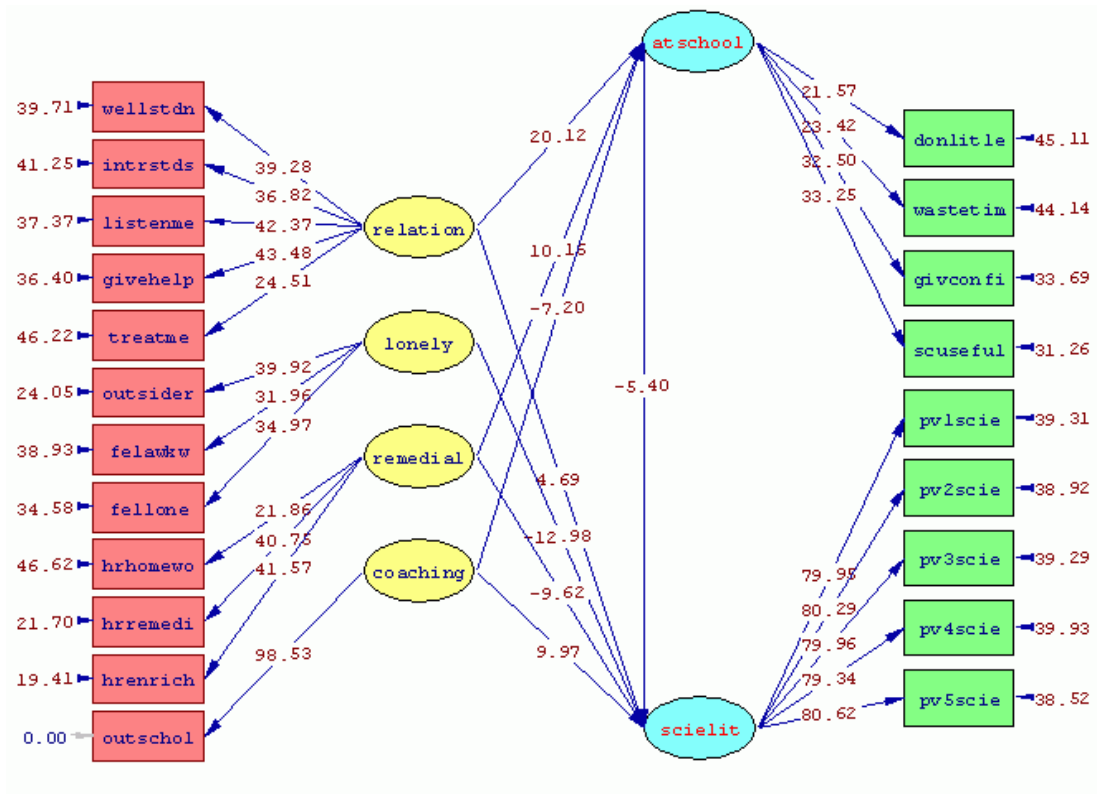 atschool
39.71 wellstdn
21.57
23.42
donlitle 45.11
20.12
41.25 intrstds
39.28
32.50
36.82
33.25
wastetim 44.14
37.37 listenme
42.37
relation
43.48
10.15
givconfi 33.69
36.40 givehelp
24.51
-7.20
46.22 treatme
lonely
scuseful 31.26
39.92
-5.40
24.05 outsider
31.96
34.97
pv1scie 39.31
38.93 felawkw
remedial
4.69
pv2scie 38.92
34.58 fellone
21.86
40.75
-12.98
46.62 hrhomewo
41.57
coaching
79.95
pv3scie 39.29
-9.62
80.29
21.70 hrremedi
98.53
9.97
79.96
pv4scie 39.93
19.41 hrenrich
79.34
80.62
pv5scie 38.52
0.00 outschol
scielit